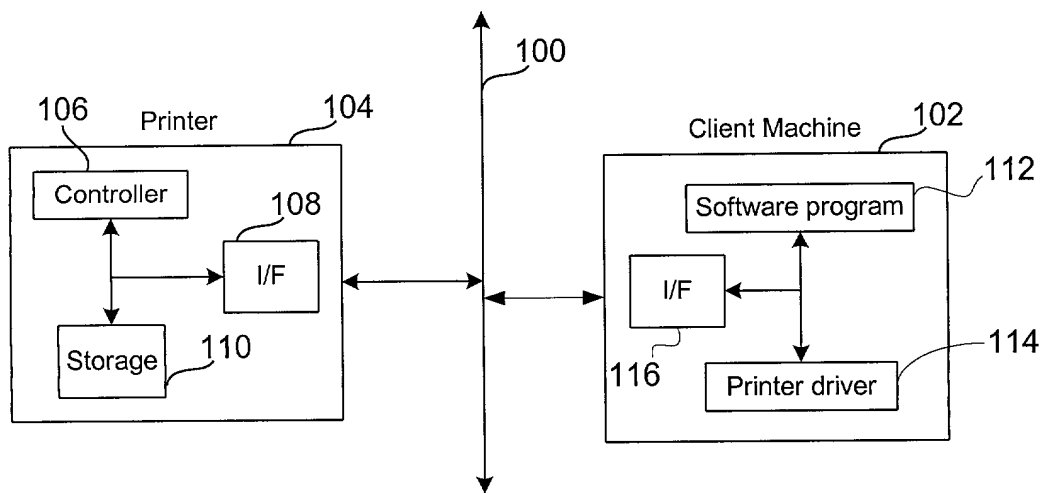 100
106
Printer
104
Controller
108
I/F
Storage
110
Client Machine
102
Software program
112
I/F
116
Printer driver
114